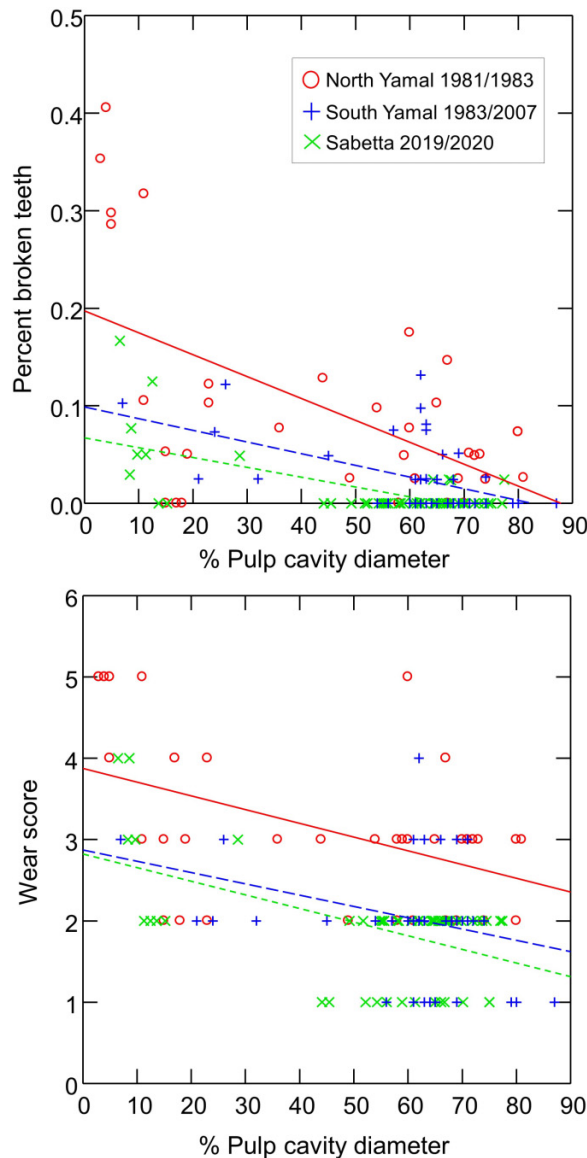 0.5
North Yamal 1981/1983
South Yamal 1983/2007
Sabetta 2019/2020
0.4
0.3
0.2
0.1
0.0
Percent broken teeth
0 10 20 30 40 50 60 70 80 90
% Pulp cavity diameter
6
5
4
3
2
1
0
Wear score
0 10 20 30 40 50 60 70 80 90
% Pulp cavity diameter